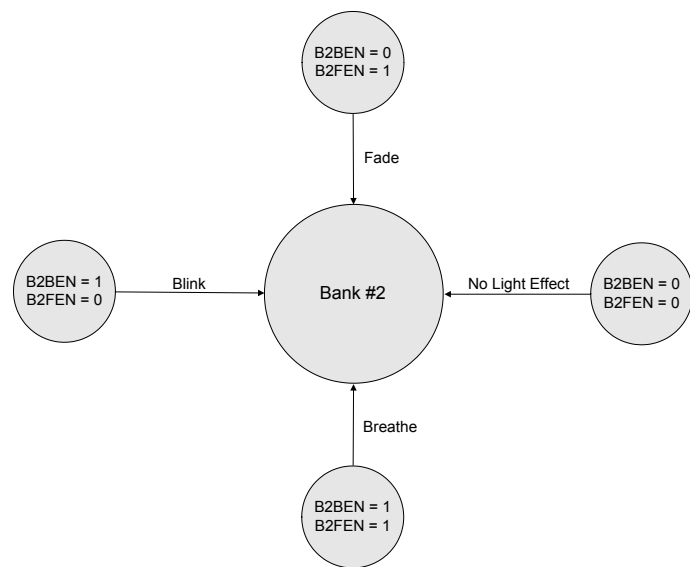 B2BEN = 0
B2FEN = 1
Fade
B2BEN = 1
B2FEN = 0
Blink
Bank #2
No Light Effect
B2BEN = 0
B2FEN = 0
Breathe
B2BEN = 1
B2FEN = 1